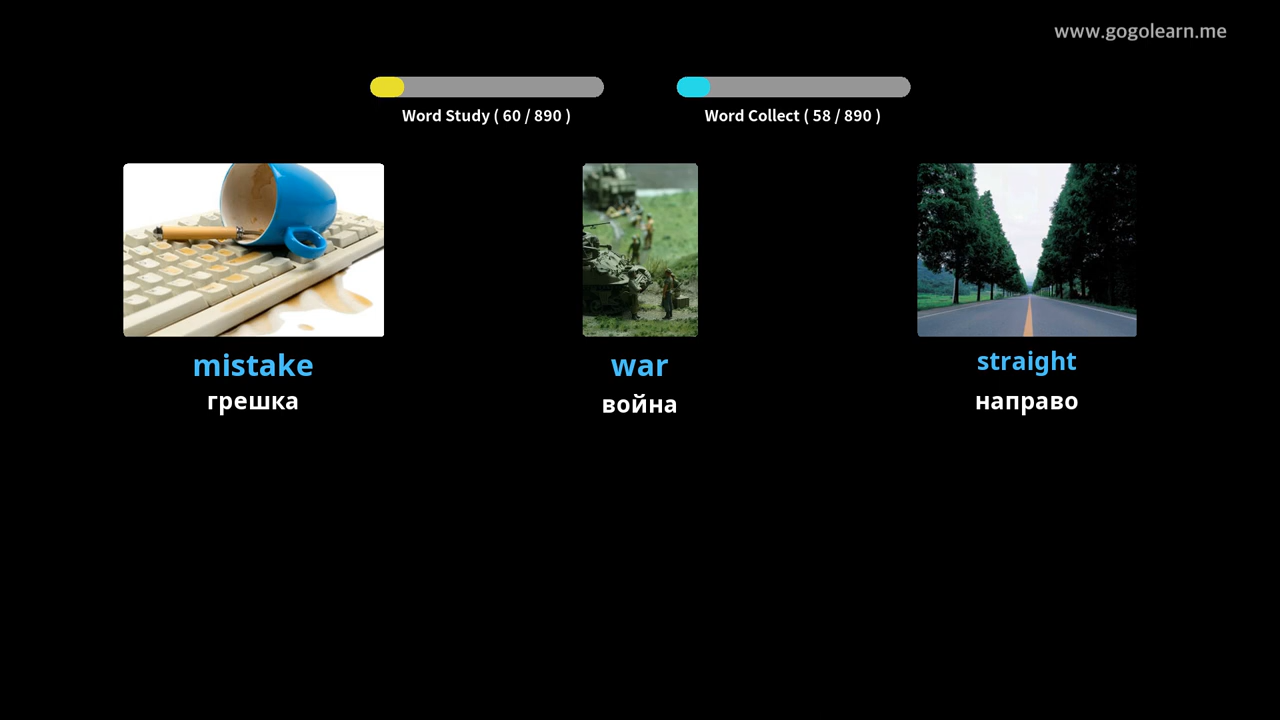 www.gogolearn.me
Word Study ( 60 / 890 )
Word Collect ( 58 / 890 )
mistake
грешка
war
война
straight
направо